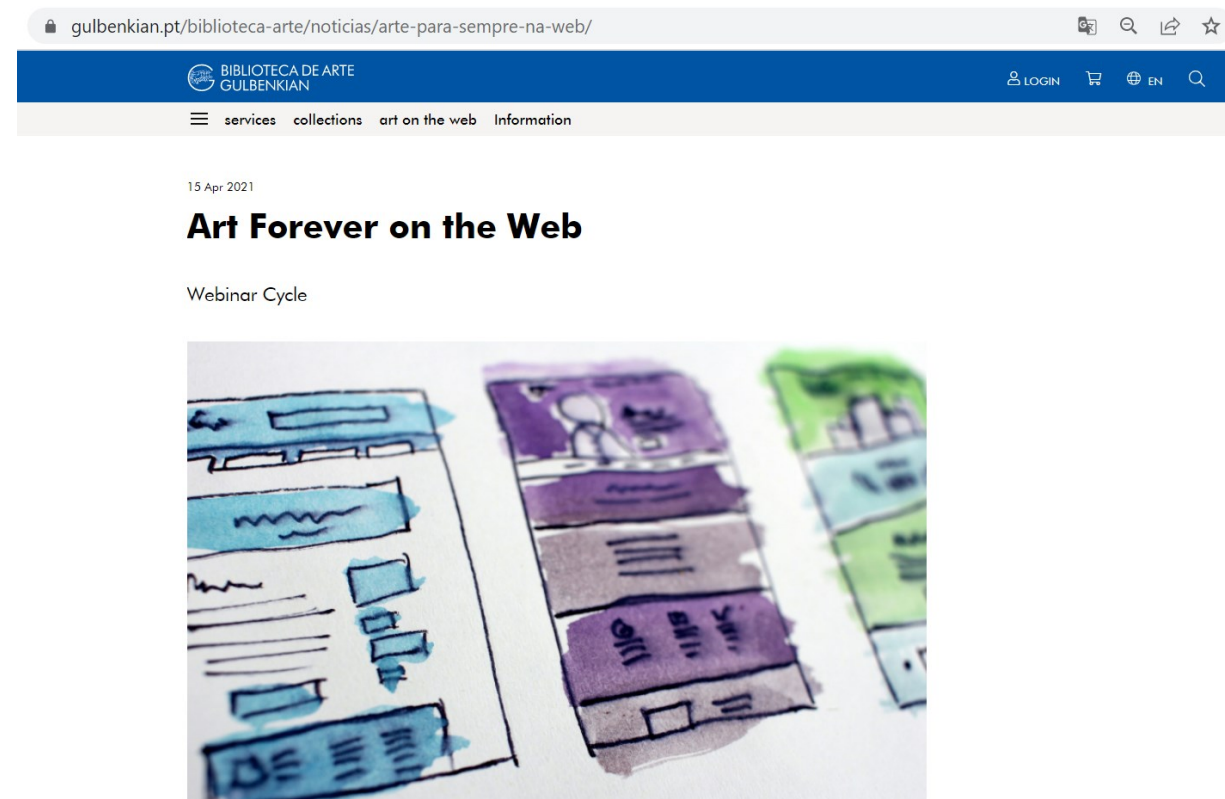 gulbenkian.pt/biblioteca-arte/noticias/arte-para-sempre-na-web/
BIBLIOTECA DE ARTE
GULBENKIAN
LOGIN
EN
services collections art on the web Information
15 Apr 2021
Art Forever on the Web
Webinar Cycle